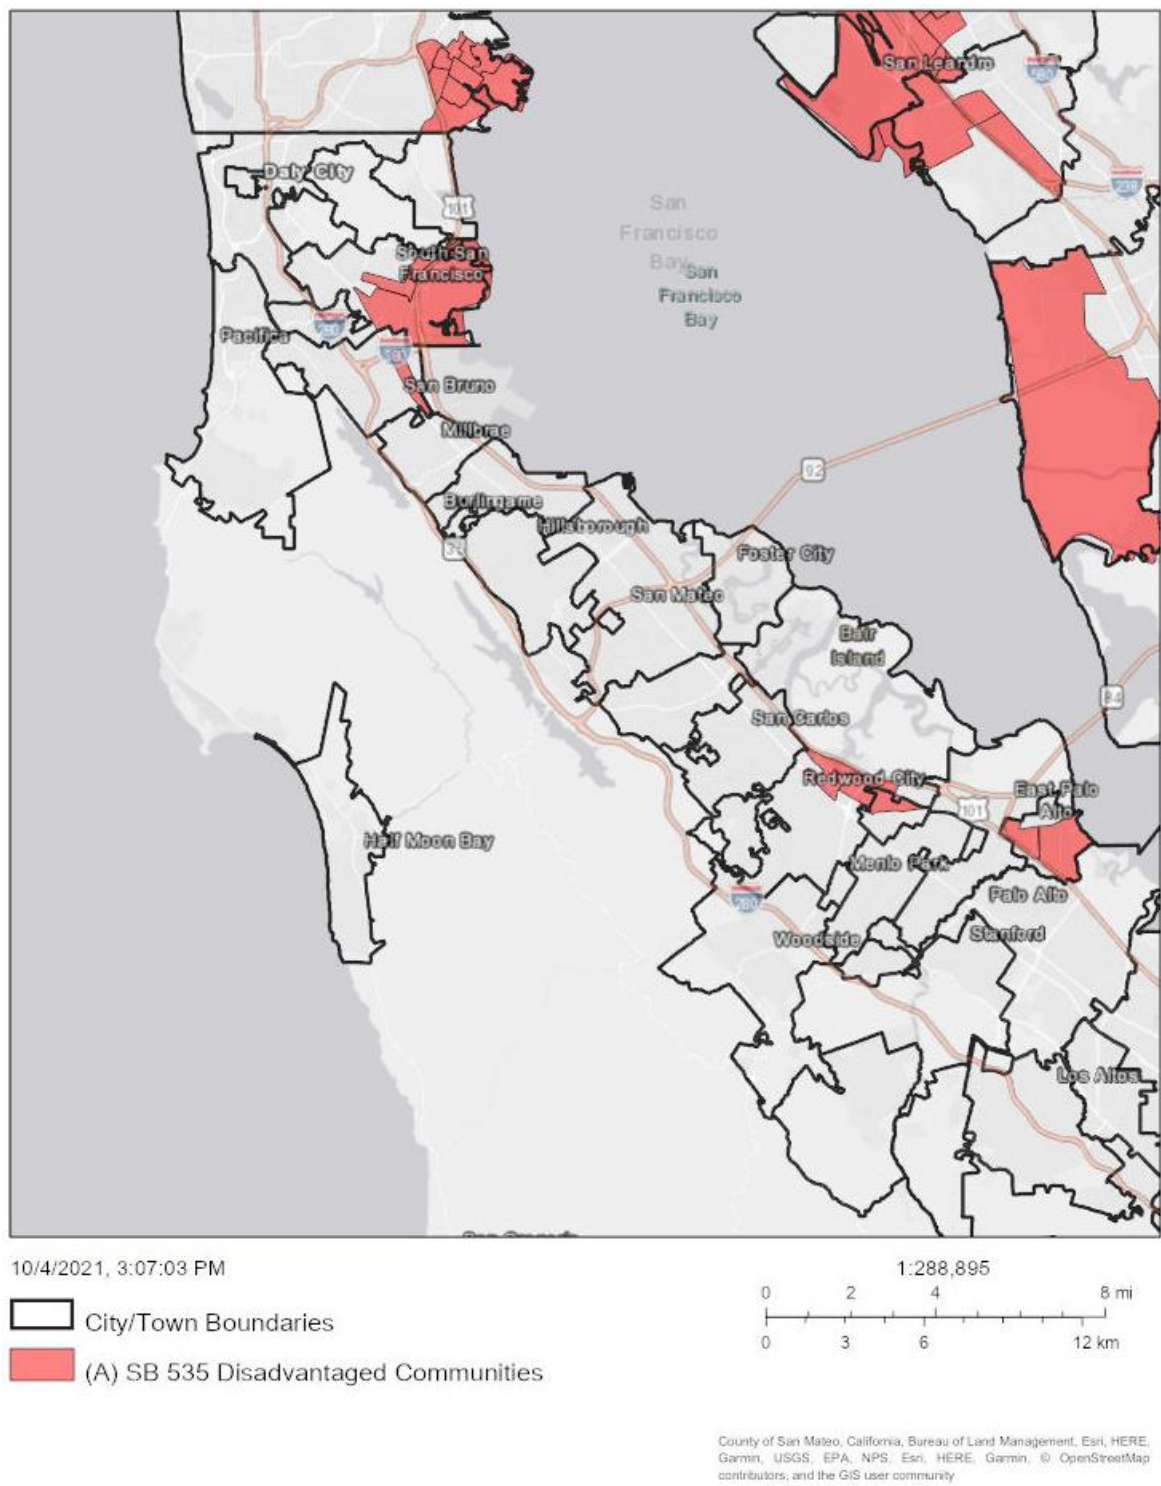 San Leandro
580
Daly City
238
101
San
Francisco
Bay
South San
Francisco
San
Francisco
Bay
Pacifica
280
380
San Bruno
Millbrae
92
Burlingame
Hillsborough
35
Foster City
San Mateo
Bair
Island
84
San Carlos
Redwood City
East Palo
Alto
101
Half Moon Bay
Menlo Park
280
Palo Alto
Woodside
Stanford
Los Altos
10/4/2021, 3:07:03 PM
1:288,895
0 2 4 8 mi
0 3 6 12 km
City/Town Boundaries
(A) SB 535 Disadvantaged Communities
County of San Mateo, California, Bureau of Land Management, Esri, HERE,
Garmin, USGS, EPA, NPS, Esri, HERE, Garmin, © OpenStreetMap
contributors, and the GIS user community